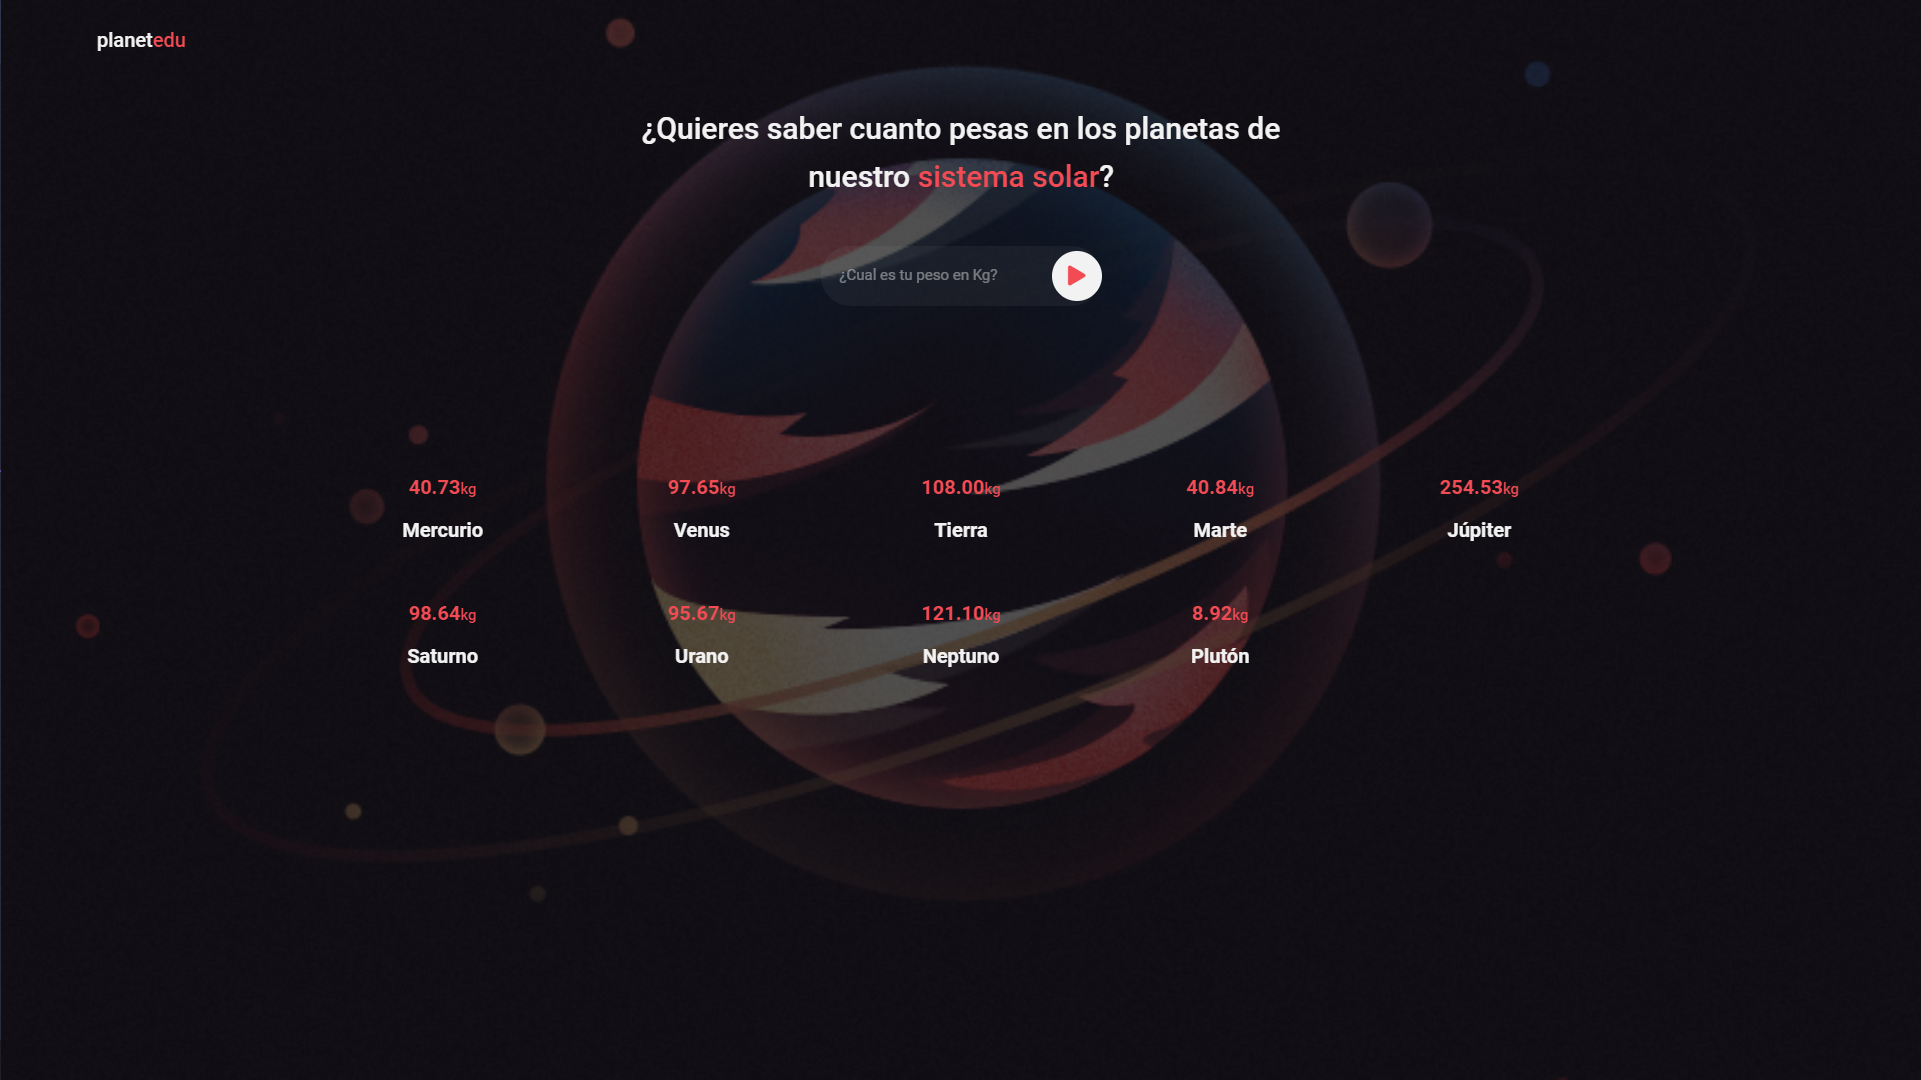 planetedu
¿Quieres saber cuanto pesas en los planetas de
nuestro sistema solar?
¿Cual es tu peso en Kg?
40.73kg
Mercurio
97.65kg
Venus
108.00kg
Tierra
40.84kg
Marte
254.53kg
Júpiter
98.64kg
Saturno
95.67kg
Urano
121.10kg
Neptuno
8.92kg
Plutón